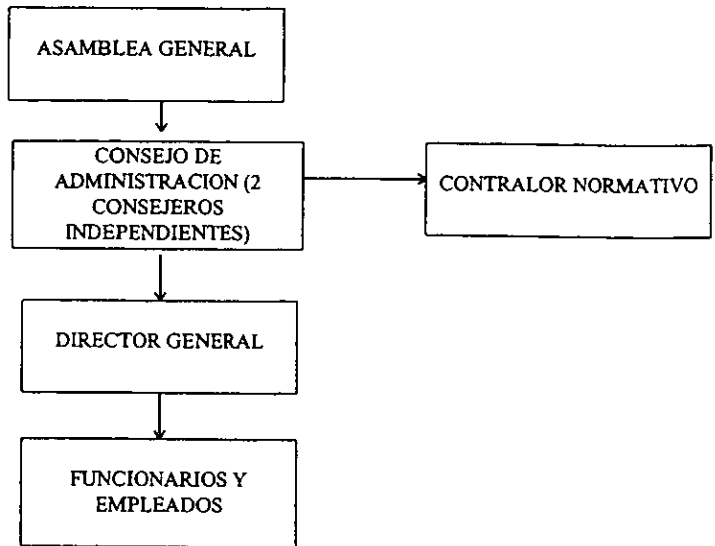 ASAMBLEA GENERAL
CONSEJO DE
ADMINISTRACION (2
CONSEJEROS
INDEPENDIENTES)
CONTRALOR NORMATIVO
DIRECTOR GENERAL
FUNCIONARIOS Y
EMPLEADOS